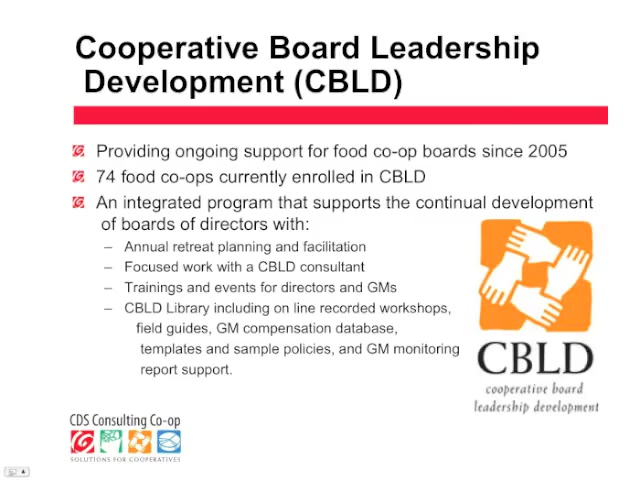 Cooperative Board Leadership
Development (CBLD)
Providing ongoing support for food co-op boards since 2005
74 food co-ops currently enrolled in CBLD
An integrated program that supports the continual development
of boards of directors with:
– Annual retreat planning and facilitation
– Focused work with a CBLD consultant
– Trainings and events for directors and GMs
– CBLD Library including on line recorded workshops,
field guides, GM compensation database,
templates and sample policies, and GM monitoring
report support.
CBLD
cooperative board
leadership development
CDS Consulting Co-op
SOLUTIONS FOR COOPERATIVES